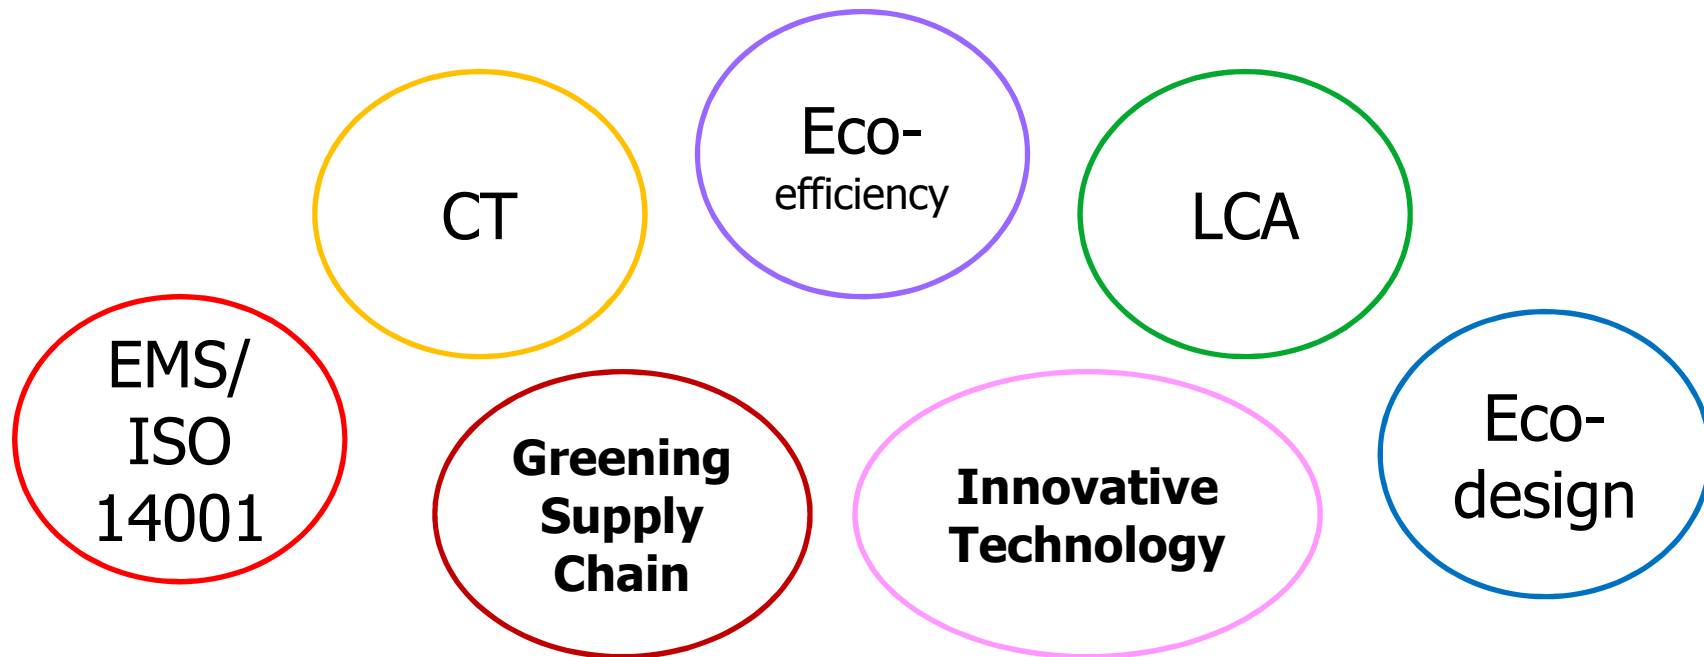 Eco-
efficiency
CT
LCA
EMS/
ISO
14001
Greening
Supply
Chain
Innovative
Technology
Eco-
design